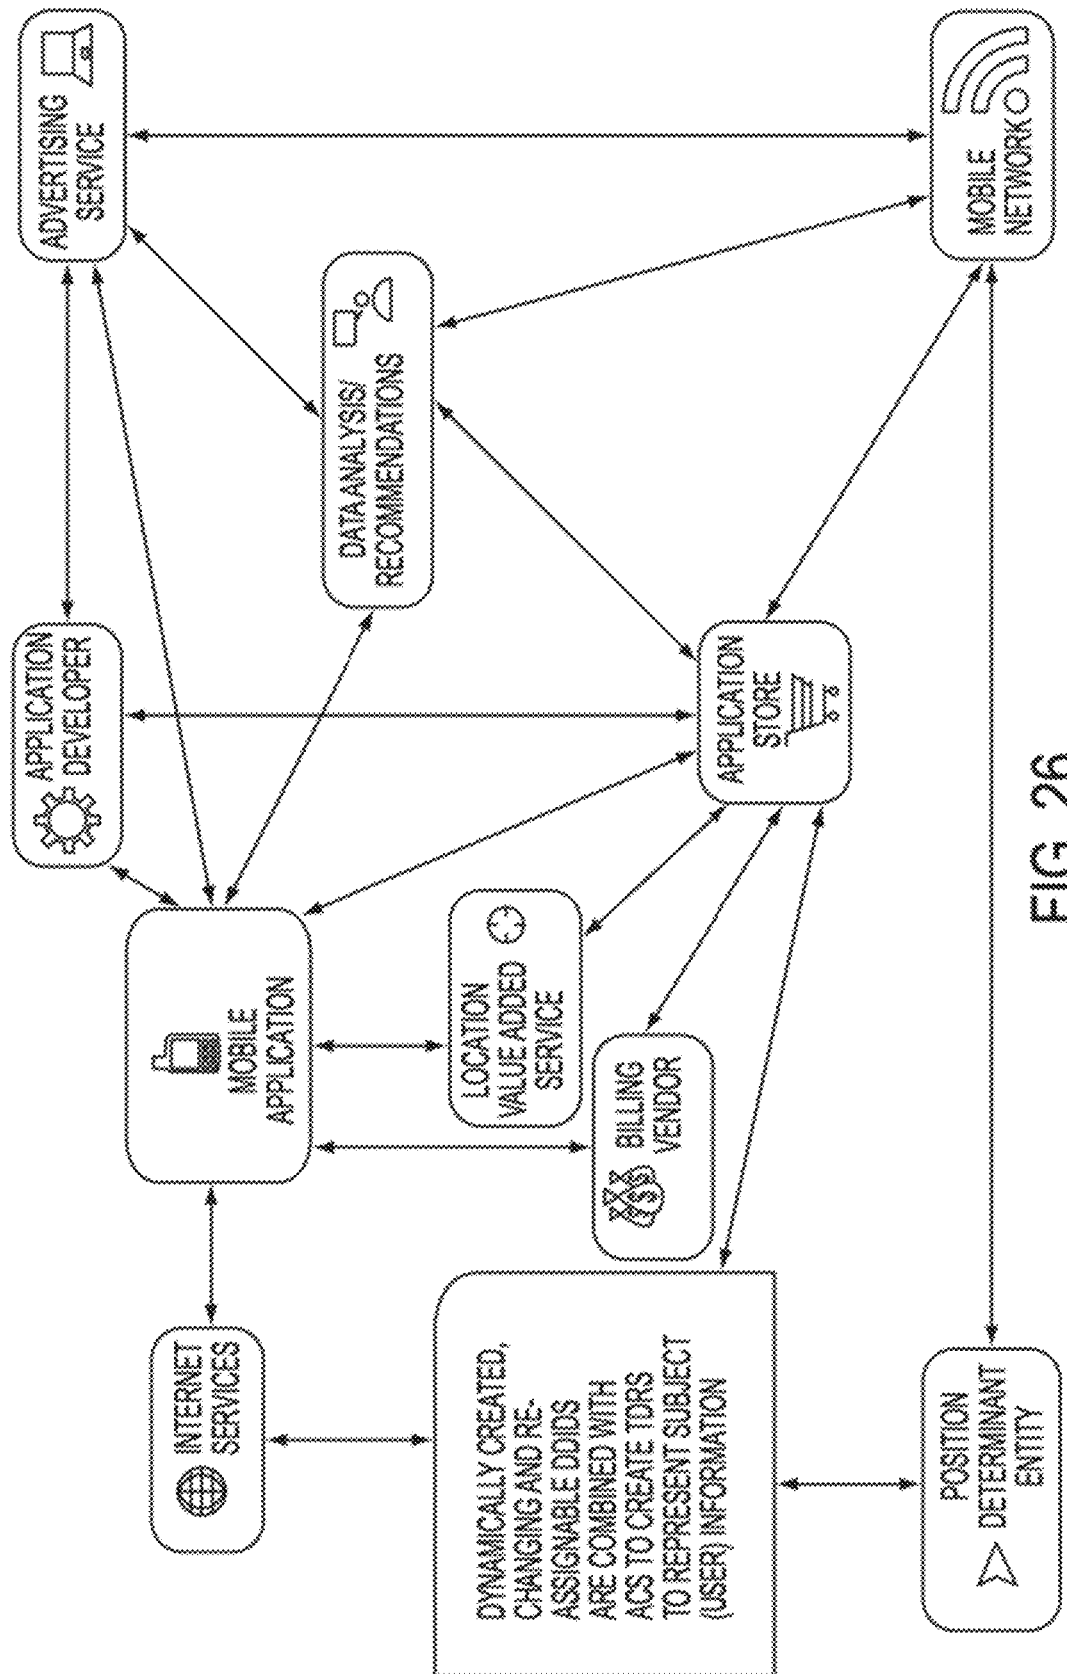 INTERNET
SERVICES
MOBILE
APPLICATION
APPLICATION
DEVELOPER
ADVERTISING
SERVICE
DATA ANALYSIS/
RECOMMENDATIONS
LOCATION
VALUE ADDED
SERVICE
BILLING
VENDOR
$$$
DYNAMICALLY CREATED,
CHANGING AND RE-
ASSIGNABLE DDIDS
ARE COMBINED WITH
ACS TO CREATE TDRS
TO REPRESENT SUBJECT
(USER) INFORMATION
APPLICATION
STORE
POSITION
DETERMINANT
ENTITY
MOBILE
NETWORK
FIG. 26